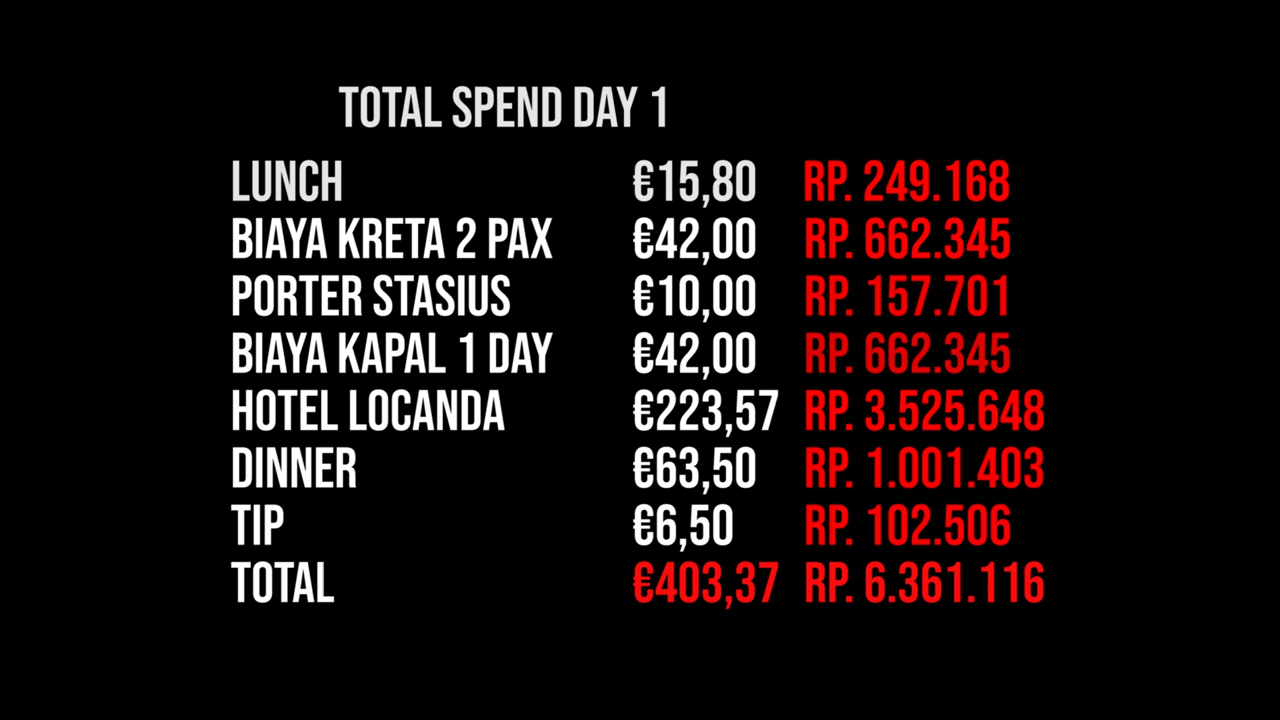 TOTAL SPEND DAY 1
LUNCH €15,80 RP. 249.168
BIAYA KRETA 2 PAX €42,00 RP. 662.345
PORTER STASIUS €10,00 RP. 157.701
BIAYA KAPAL 1 DAY €42,00 RP. 662.345
HOTEL LOCANDA €223,57 RP. 3.525.648
DINNER €63,50 RP. 1.001.403
TIP €6,50 RP. 102.506
TOTAL €403,37 RP. 6.361.116